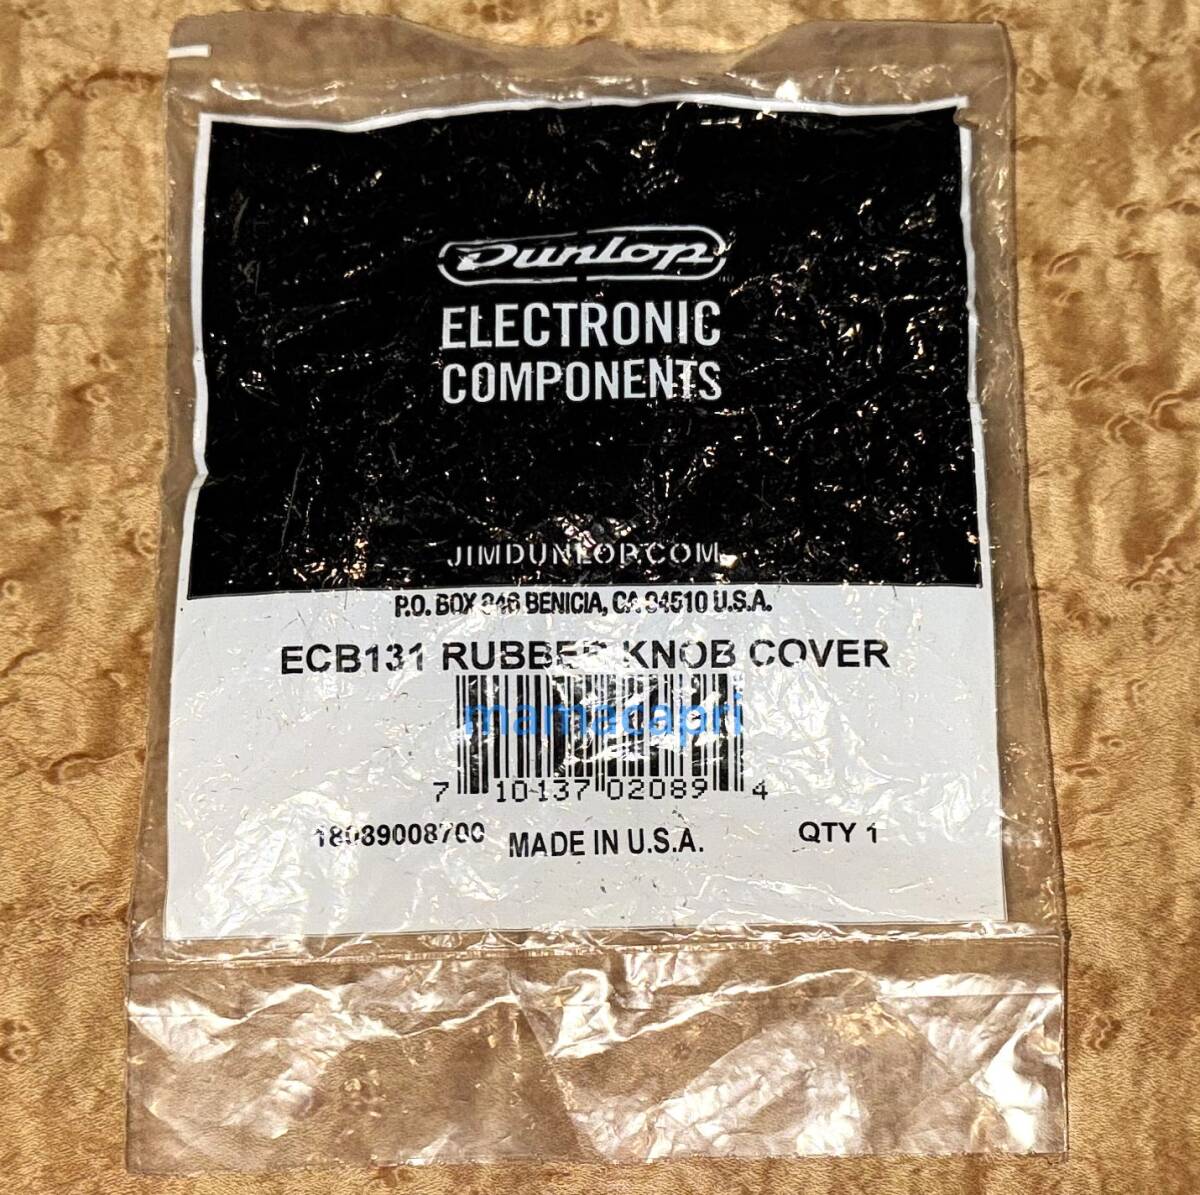 Dunlop
ELECTRONIC
COMPONENTS
JIMDUNLOP.COM
P.O. BOX 846 BENICIA, CA 94510 U.S.A.
ECB131 RUBBER KNOB COVER
mamacapri
7 10137 02089 4
18089008700 MADE IN U.S.A. QTY 1